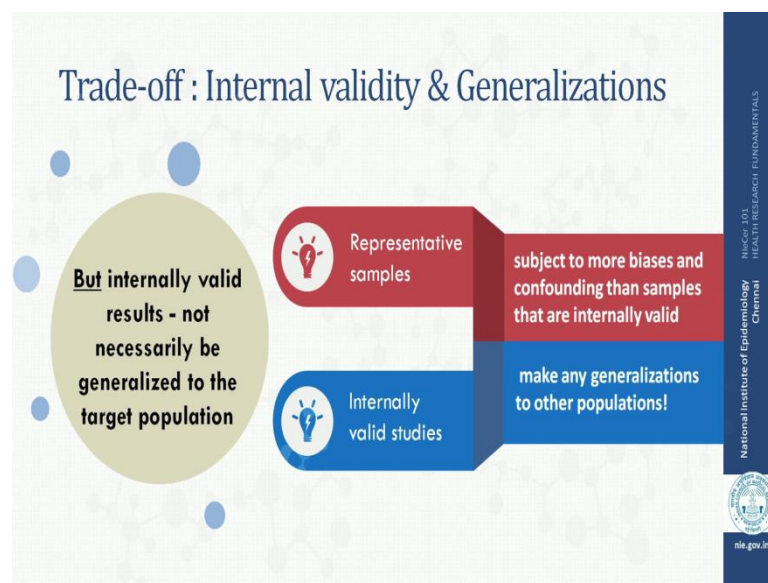 Trade-off : Internal validity & Generalizations
But internally valid
results - not
necessarily be
generalized to the
target population
Representative
samples
subject to more biases and
confounding than samples
that are internally valid
Internally
valid studies
make any generalizations
to other populations!
NieCer 101
HEALTH RESEARCH FUNDAMENTALS
National Institute of Epidemiology
Chennai
nie.gov.in